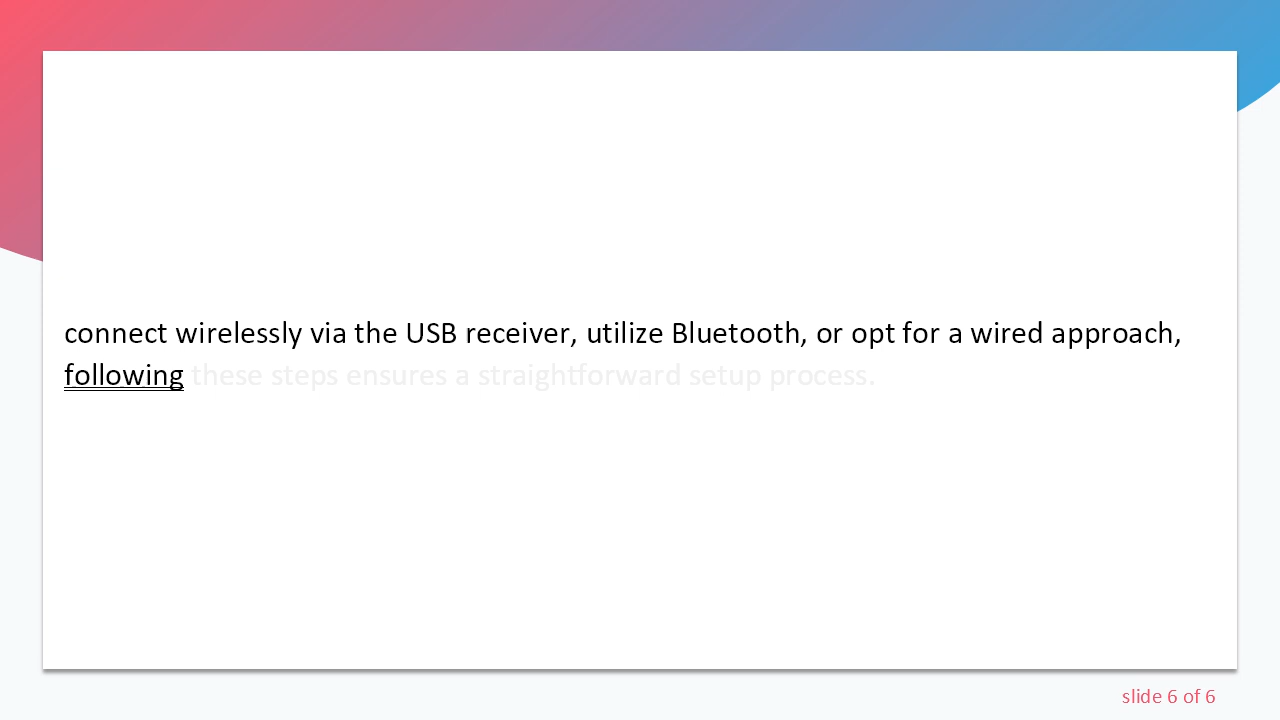 connect wirelessly via the USB receiver, utilize Bluetooth, or opt for a wired approach,
following these steps ensures a straightforward setup process.
slide 6 of 6